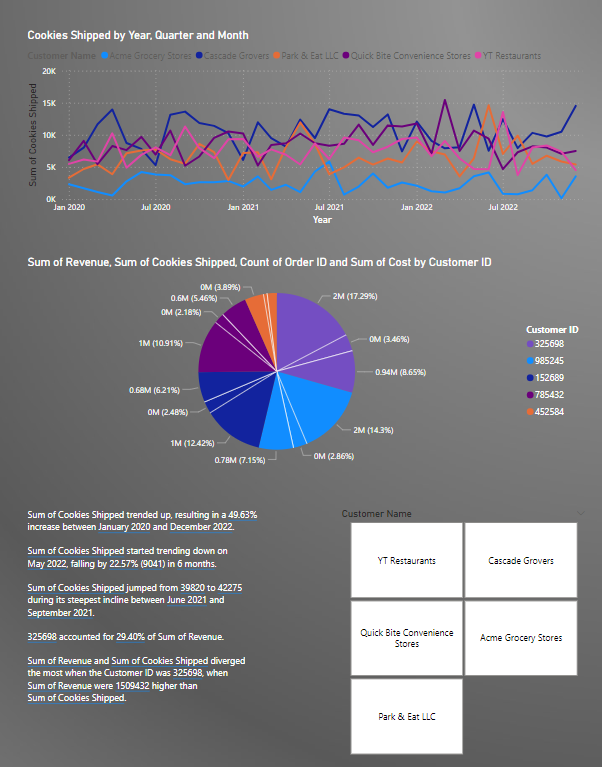 Cookies Shipped by Year, Quarter and Month
Customer Name Acme Grocery Stores Cascade Grovers Park & Eat LLC Quick Bite Convenience Stores YT Restaurants
Sum of Cookies Shipped
20K
15K
10K
5K
0K
Jan 2020 Jul 2020 Jan 2021 Jul 2021 Jan 2022 Jul 2022
Year
Sum of Revenue, Sum of Cookies Shipped, Count of Order ID and Sum of Cost by Customer ID
0M (3.89%)
0.6M (5.46%)
0M (2.18%)
1M (10.91%)
0.68M (6.21%)
0M (2.48%)
1M (12.42%)
0.78M (7.15%)
2M (17.29%)
0M (3.46%)
0.94M (8.65%)
2M (14.3%)
0M (2.86%)
Customer ID
325698
985245
152689
785432
452584
Sum of Cookies Shipped trended up, resulting in a 49.63%
increase between January 2020 and December 2022.
Sum of Cookies Shipped started trending down on
May 2022, falling by 22.57% (9041) in 6 months.
Sum of Cookies Shipped jumped from 39820 to 42275
during its steepest incline between June 2021 and
September 2021.
325698 accounted for 29.40% of Sum of Revenue.
Sum of Revenue and Sum of Cookies Shipped diverged
the most when the Customer ID was 325698, when
Sum of Revenue were 1509432 higher than
Sum of Cookies Shipped.
Customer Name
YT Restaurants
Cascade Grovers
Quick Bite Convenience
Stores
Acme Grocery Stores
Park & Eat LLC